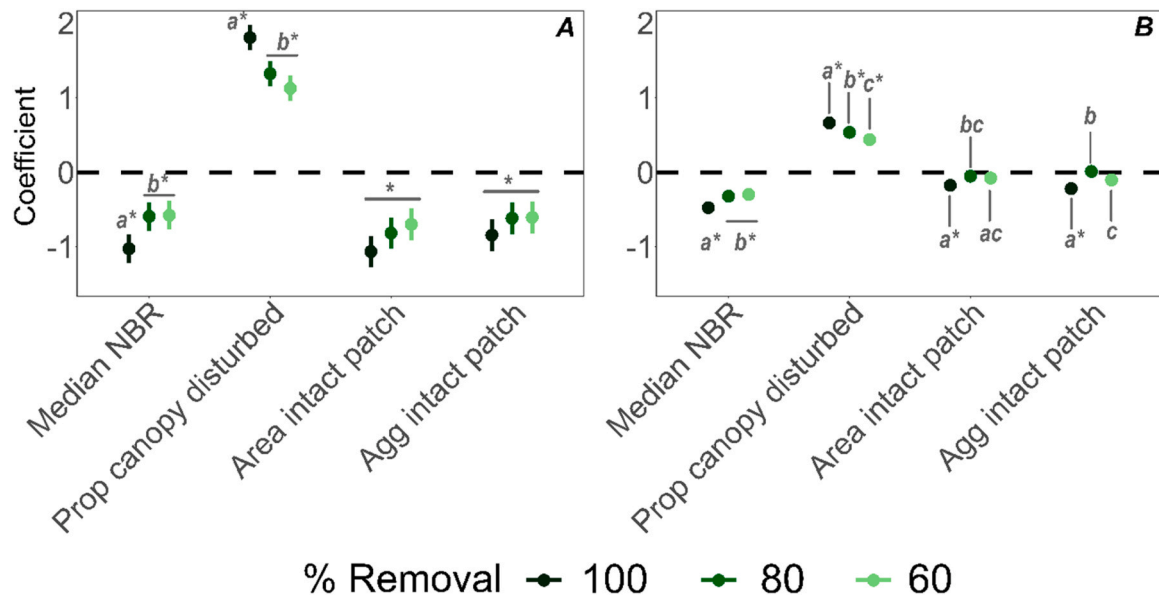 A
B
2
1
0
-1
Coefficient
a*
b*
a*
b*
*
*
Median NBR
Prop canopy disturbed
Area intact patch
Agg intact patch
2
1
0
-1
a*
b*
a*
b*
c*
bc
a*
ac
b
a*
c
Median NBR
Prop canopy disturbed
Area intact patch
Agg intact patch
% Removal 100 80 60